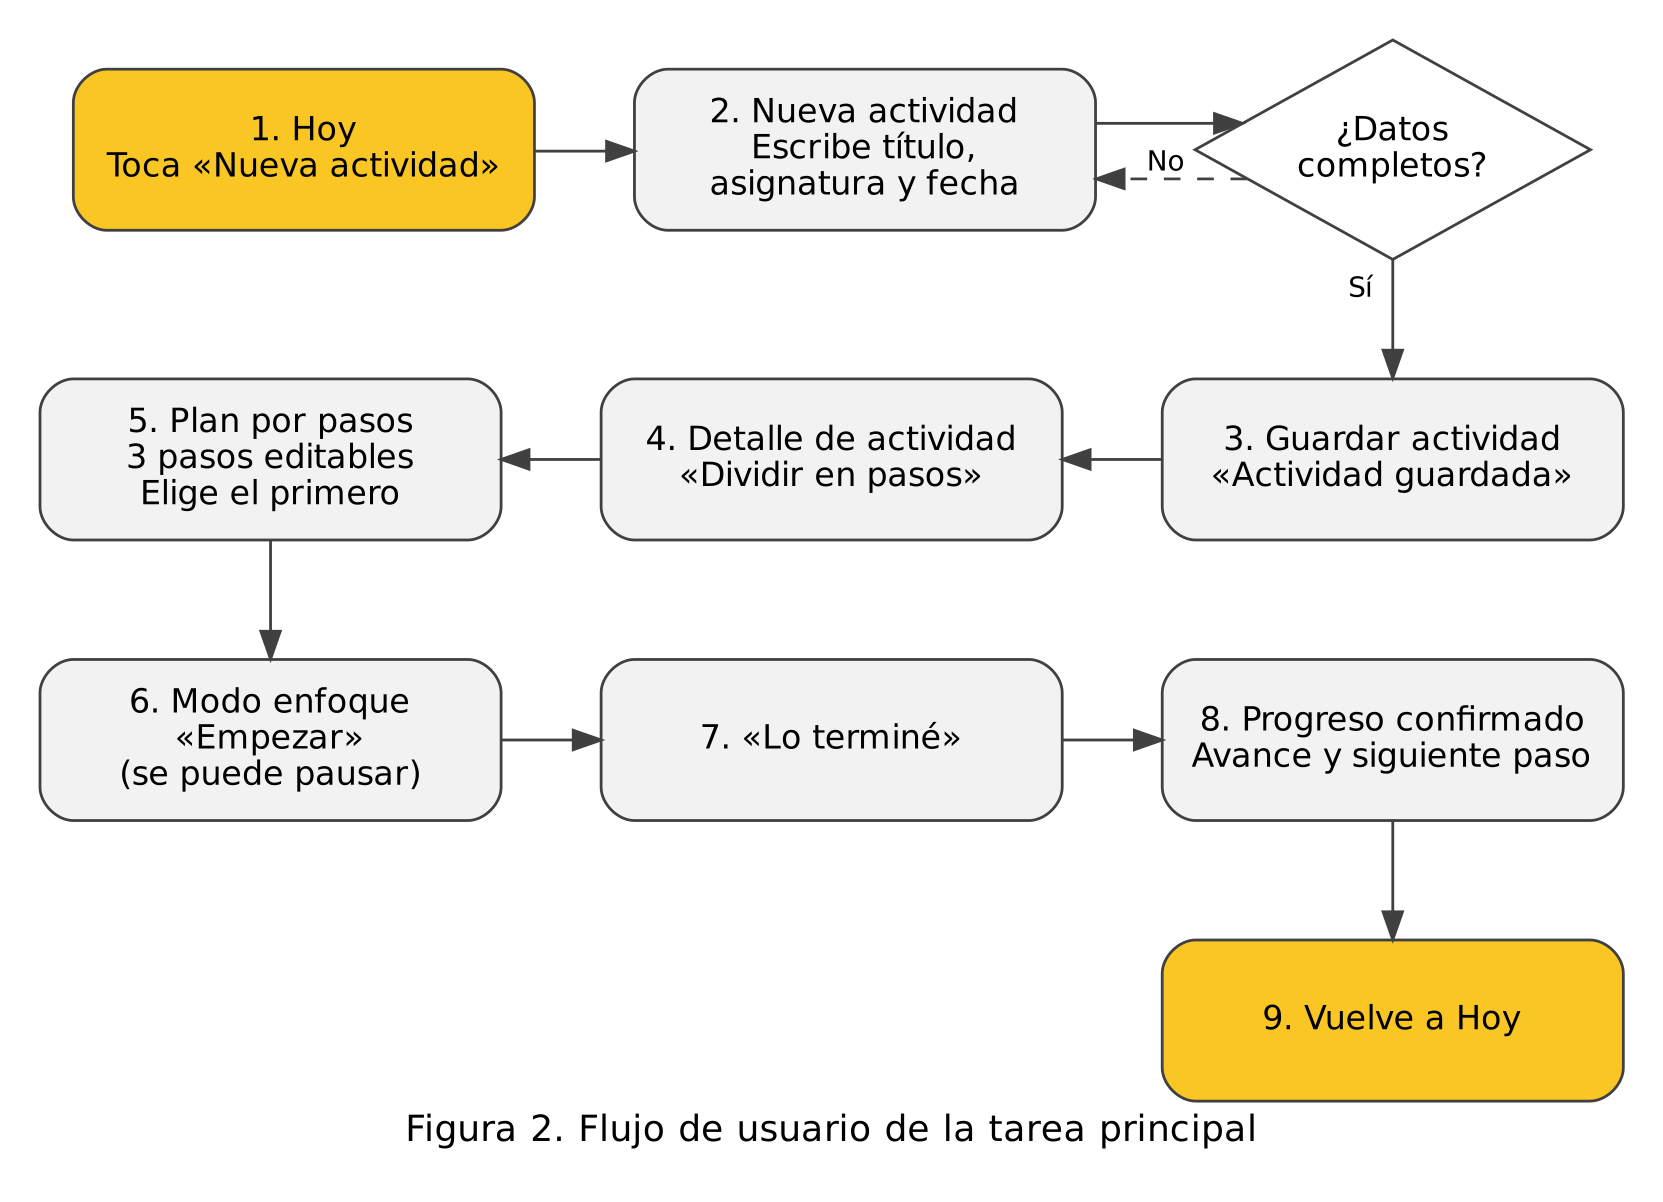 1. Hoy
Toca «Nueva actividad»
2. Nueva actividad
Escribe título,
asignatura y fecha
¿Datos
completos?
No
Sí
3. Guardar actividad
«Actividad guardada»
4. Detalle de actividad
«Dividir en pasos»
5. Plan por pasos
3 pasos editables
Elige el primero
6. Modo enfoque
«Empezar»
(se puede pausar)
7. «Lo terminé»
8. Progreso confirmado
Avance y siguiente paso
9. Vuelve a Hoy
Figura 2. Flujo de usuario de la tarea principal